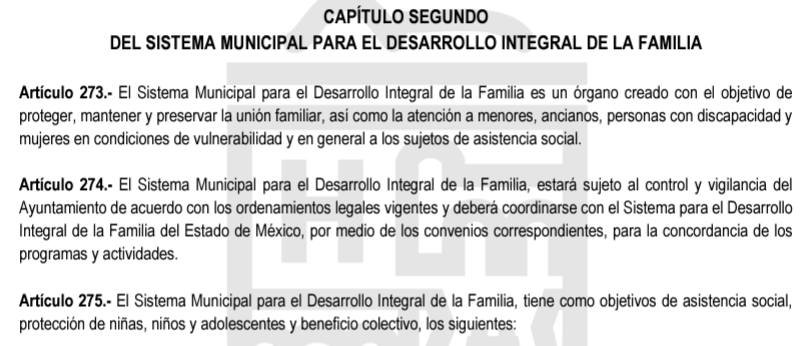 CAPÍTULO SEGUNDO
DEL SISTEMA MUNICIPAL PARA EL DESARROLLO INTEGRAL DE LA FAMILIA
Artículo 273.- El Sistema Municipal para el Desarrollo Integral de la Familia es un órgano creado con el objetivo de
proteger, mantener y preservar la unión familiar, así como la atención a menores, ancianos, personas con discapacidad y
mujeres en condiciones de vulnerabilidad y en general a los sujetos de asistencia social.
Artículo 274.- El Sistema Municipal para el Desarrollo Integral de la Familia, estará sujeto al control y vigilancia del
Ayuntamiento de acuerdo con los ordenamientos legales vigentes y deberá coordinarse con el Sistema para el Desarrollo
Integral de la Familia del Estado de México, por medio de los convenios correspondientes, para la concordancia de los
programas y actividades.
Artículo 275.- El Sistema Municipal para el Desarrollo Integral de la Familia, tiene como objetivos de asistencia social,
protección de niñas, niños y adolescentes y beneficio colectivo, los siguientes: